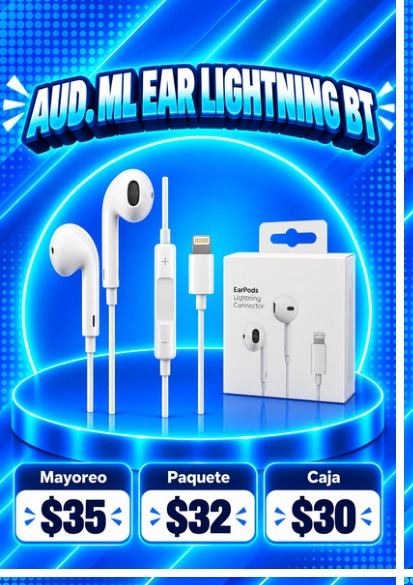 AUD. ML EAR LIGHTNING BT
EarPods
Lightning
Connector
Mayoreo
$35
Paquete
$32
Caja
$30